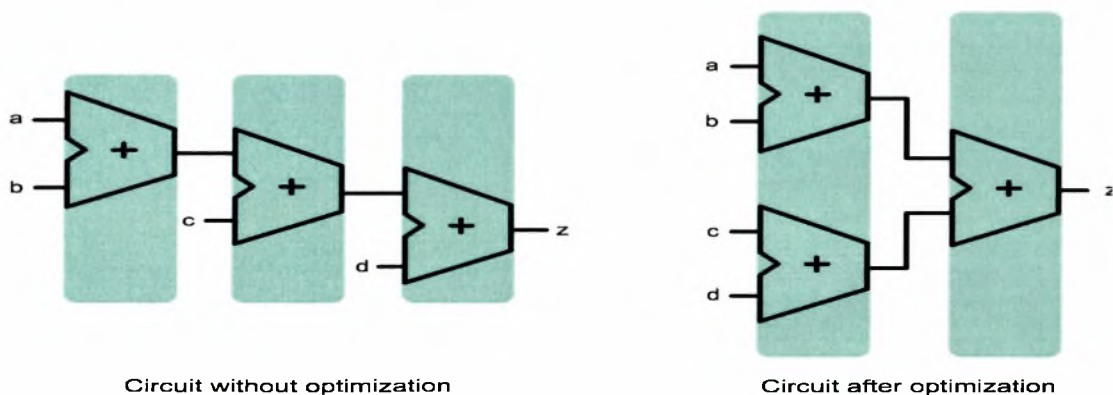 a
b
+
c
+
d
+
z
Circuit without optimization
a
b
+
c
d
+
+
z
Circuit after optimization